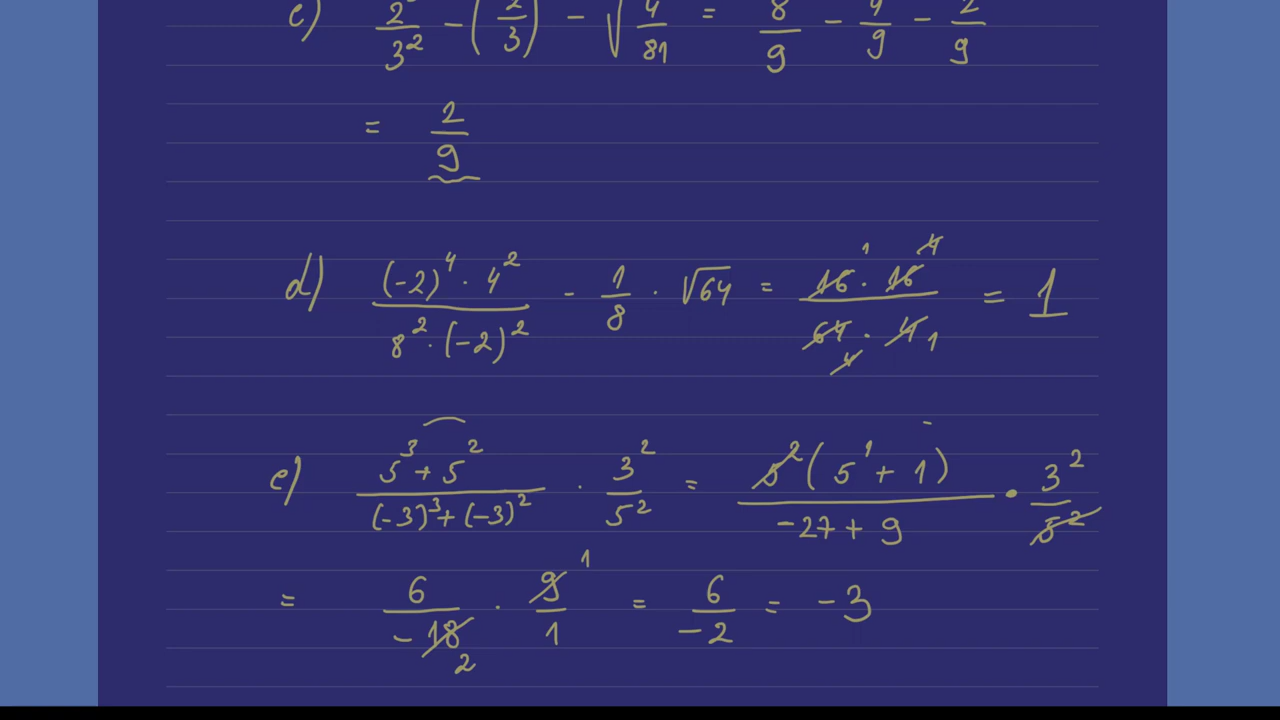 c) 2³/3² - (2/3) - √(4/81) = 8/9 - 4/9 - 2/9
= 2/9
d) ((-2)⁴ · 4²)/(8² · (-2)²) - 1/8 · √64 = (16 · 16)/(64 · 4) = 1
e) (5³ + 5²)/((-3)³ + (-3)²) · 3²/5² = (5²(5¹ + 1))/(-27 + 9) · 3²/5²
= 6/(-18) · 9/1 = 6/(-2) = -3